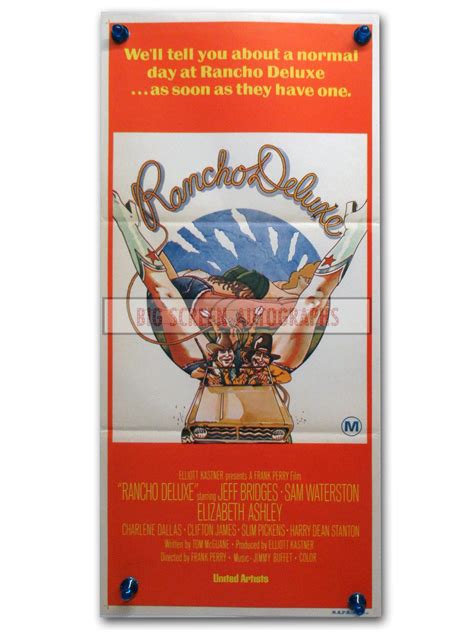 We'll tell you about a normal
day at Rancho Deluxe
...as soon as they have one.
Rancho Deluxe
BIG SCREEN AUTOGRAPHS
M
ELLIOTT KASTNER presents A FRANK PERRY Film
"RANCHO DELUXE" starring JEFF BRIDGES · SAM WATERSTON
ELIZABETH ASHLEY
CHARLENE DALLAS · CLIFTON JAMES · SLIM PICKENS · HARRY DEAN STANTON
Written by TOM McGUANE · Produced by ELLIOTT KASTNER
Directed by FRANK PERRY · Music- JIMMY BUFFET · COLOR
United Artists